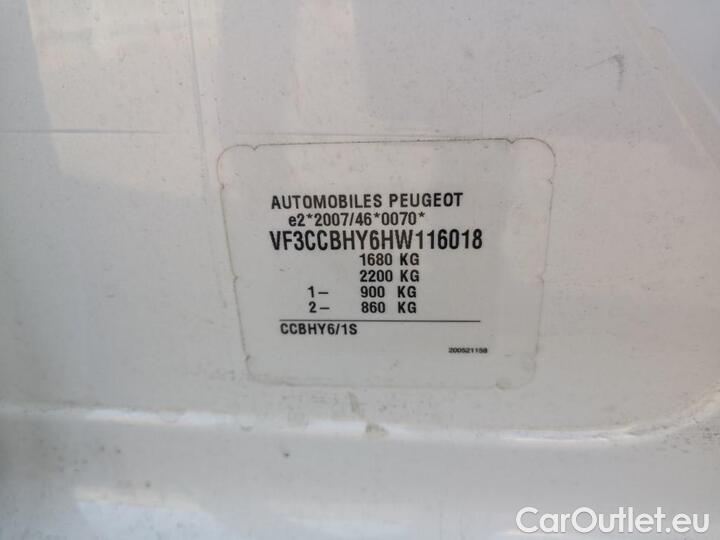 AUTOMOBILES PEUGEOT
e2*2007/46*0070*
VF3CCBHY6HW116018
1680 KG
2200 KG
1- 900 KG
2- 860 KG
CCBHY6/1S
200521158
CarOutlet.eu